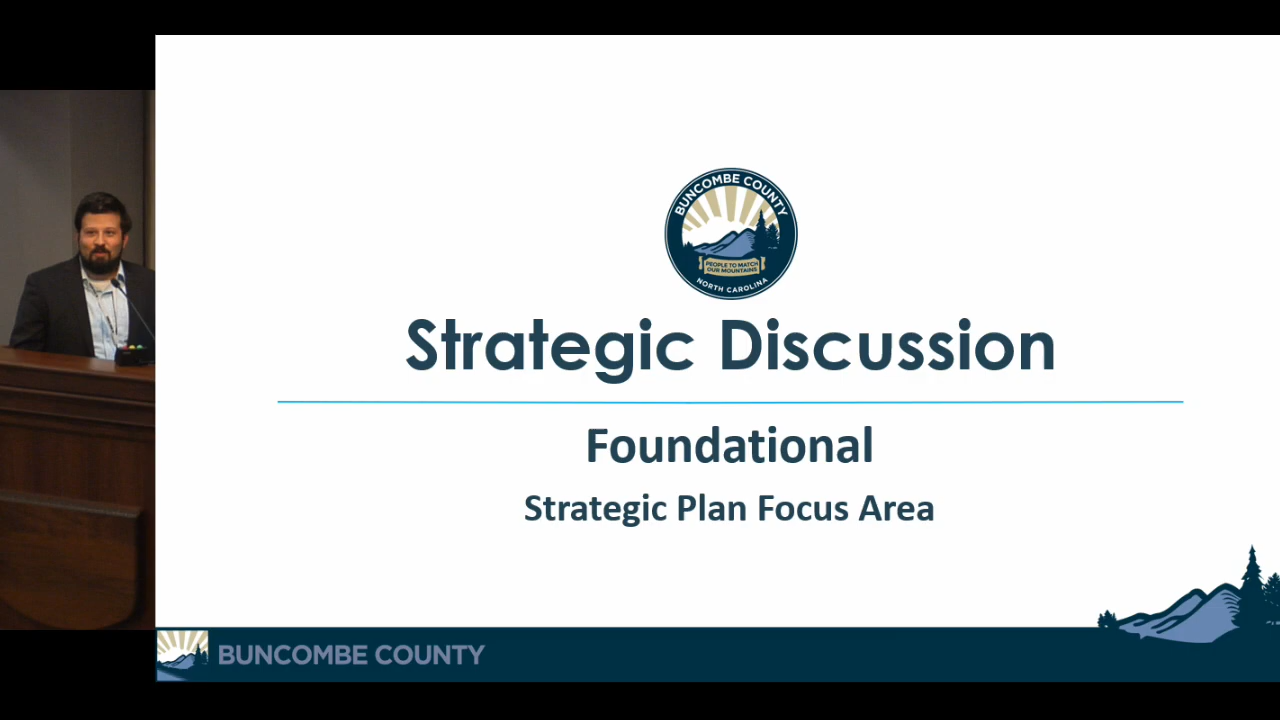 BUNCOMBE COUNTY
PEOPLE TO MATCH
OUR MOUNTAINS
NORTH CAROLINA
Strategic Discussion
Foundational
Strategic Plan Focus Area
BUNCOMBE COUNTY